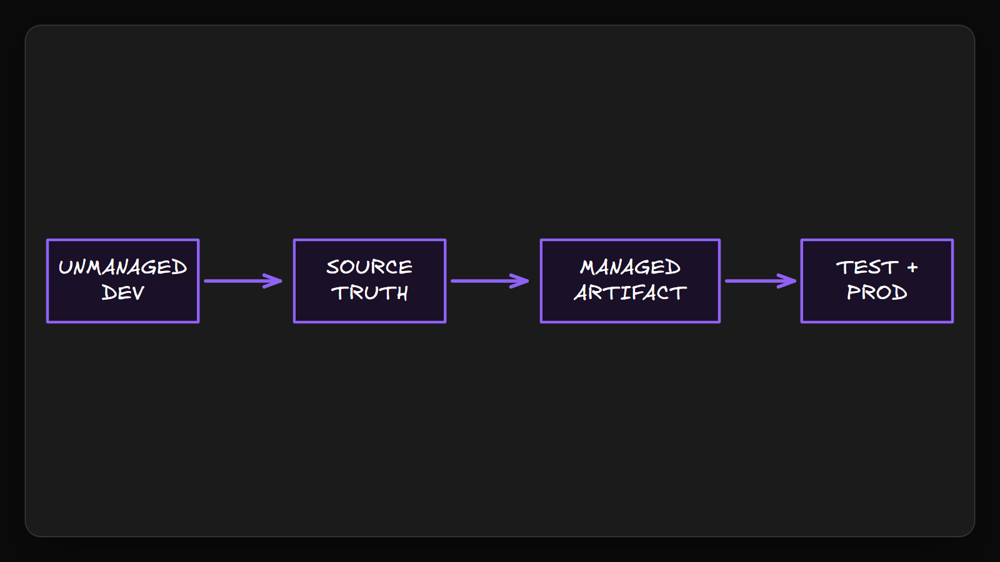 UNMANAGED
DEV
SOURCE
TRUTH
MANAGED
ARTIFACT
TEST +
PROD